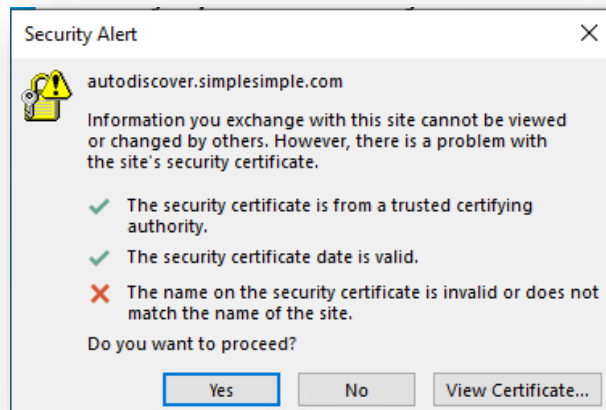 Security Alert
autodiscover.simplesimple.com
Information you exchange with this site cannot be viewed
or changed by others. However, there is a problem with
the site's security certificate.
The security certificate is from a trusted certifying
authority.
The security certificate date is valid.
The name on the security certificate is invalid or does not
match the name of the site.
Do you want to proceed?
Yes No View Certificate...